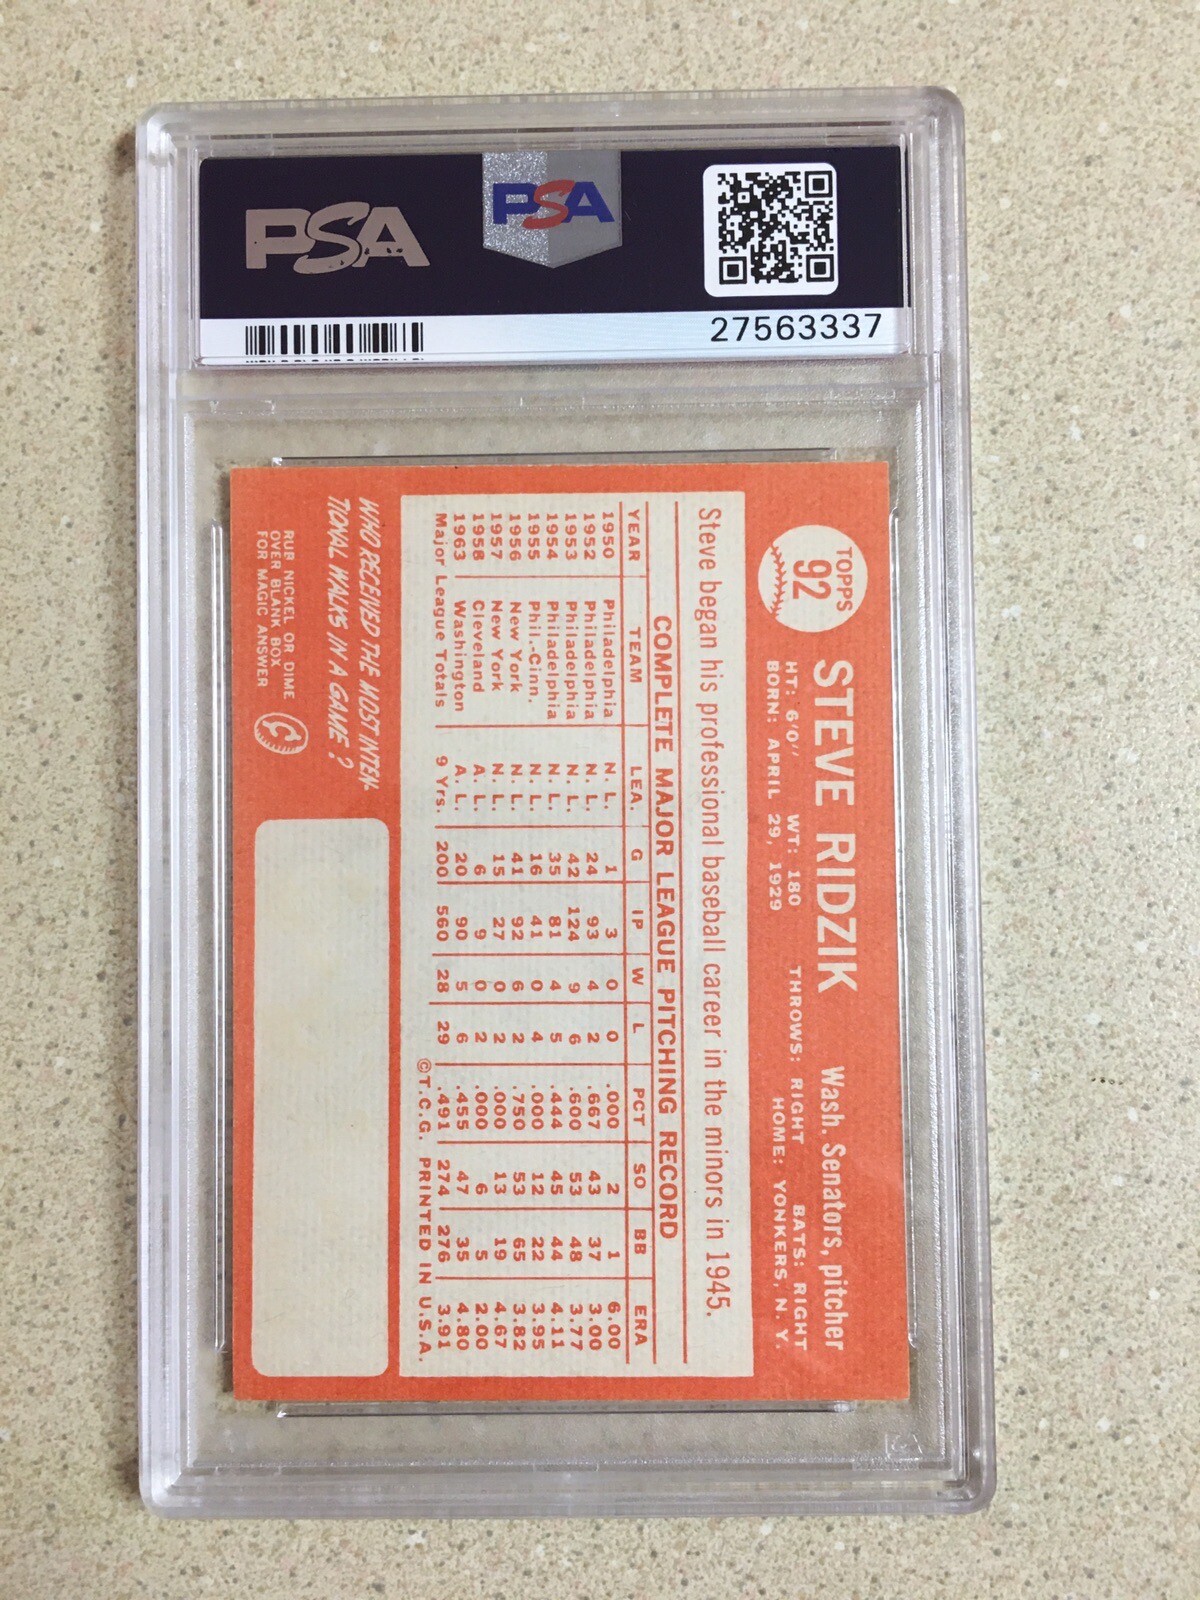 PSA
PSA
27563337
TOPPS
92
STEVE RIDZIK Wash. Senators, pitcher
HT: 6'0" WT: 180 THROWS: RIGHT BATS: RIGHT
BORN: APRIL 29, 1929 HOME: YONKERS, N. Y.
Steve began his professional baseball career in the minors in 1945.
COMPLETE MAJOR LEAGUE PITCHING RECORD
YEAR TEAM LEA. G IP W L PCT SO BB ERA
1950 Philadelphia N. L. 1 3 0 0 .000 2 1 6.00
1952 Philadelphia N. L. 24 93 4 2 .667 43 37 3.00
1953 Philadelphia N. L. 42 124 9 6 .600 53 48 3.77
1954 Philadelphia N. L. 35 81 4 5 .444 45 44 4.11
1955 Phil.-Cinn. N. L. 16 41 0 4 .000 12 22 3.95
1956 New York N. L. 41 92 6 2 .750 53 65 3.82
1957 New York N. L. 15 27 0 2 .000 13 19 4.67
1958 Cleveland A. L. 6 9 0 2 .000 6 5 2.00
1963 Washington A. L. 20 90 5 6 .455 47 35 4.80
Major League Totals 9 Yrs. 200 560 28 29 .491 274 276 3.91
©T.C.G. PRINTED IN U.S.A.
WHO RECEIVED THE MOST INTEN-
TIONAL WALKS IN A GAME?
RUB NICKEL OR DIME
OVER BLANK BOX
FOR MAGIC ANSWER